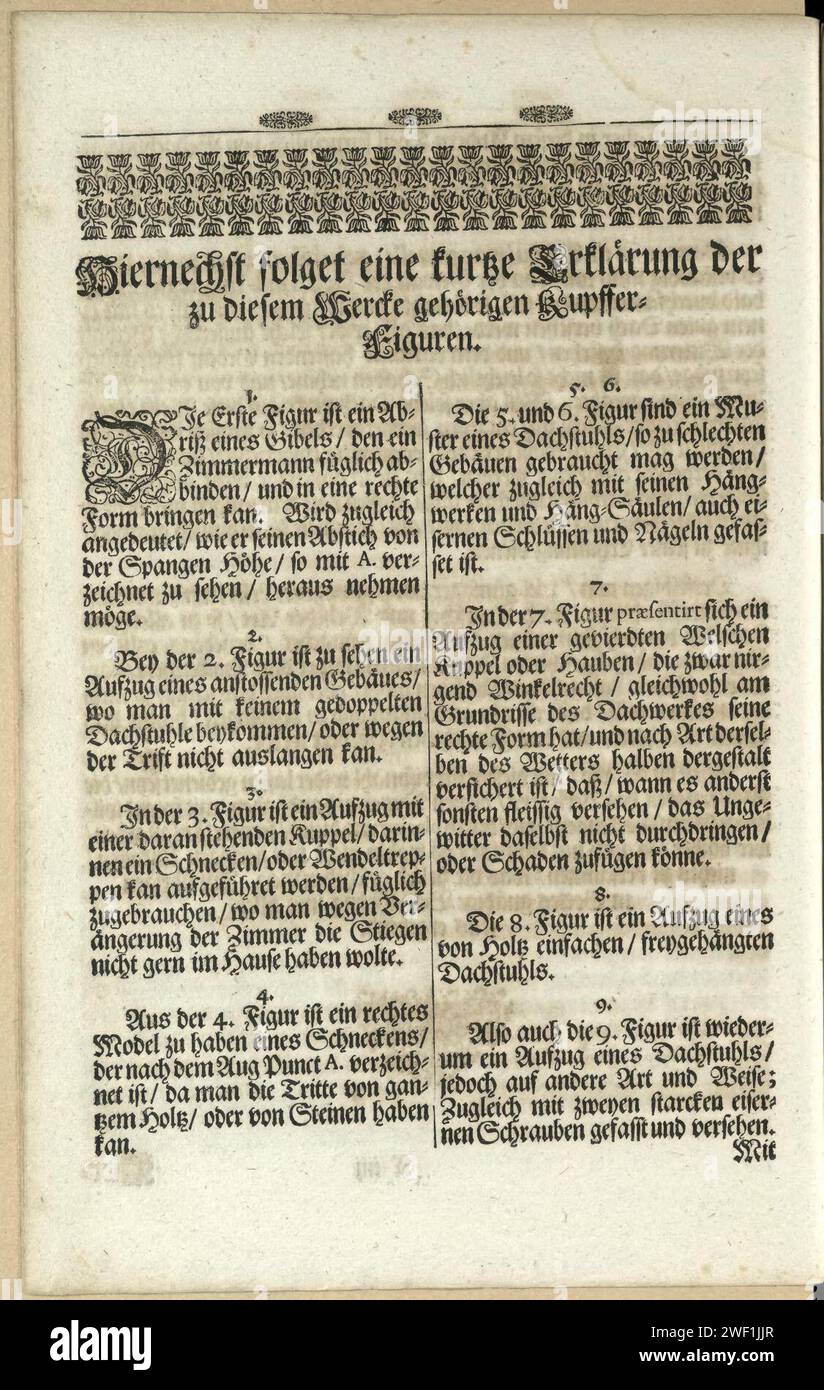 Hiernechst folget eine kurtze Erklärung der
zu diesem Wercke gehörigen Kupffer-
Figuren.
1.
DIe Erste Figur ist ein Ab-
riß eines Gibels / den ein
Zimmermann füglich ab-
binden / und in eine rechte
Form bringen kan. Wird zugleich
angedeutet / wie er seinen Abstich von
der Spangen Höhe / so mit A. ver-
zeichnet zu sehen / heraus nehmen
möge.
2.
Bey der 2. Figur ist zu sehen ein
Aufzug eines anstossenden Gebäues /
wo man mit keinem gedoppelten
Dachstuhle beykommen / oder wegen
der Trift nicht auslangen kan.
3.
In der 3. Figur ist ein Aufzug mit
einer daran stehenden Kuppel / darin-
nen ein Schnecken / oder Wendeltrep-
pen kan aufgeführet werden / füglich
zugebrauchen / wo man wegen Ver-
ängerung der Zimmer die Stiegen
nicht gern im Hause haben wolte.
4.
Aus der 4. Figur ist ein rechtes
Model zu haben eines Schneckens /
der nach dem Aug Punct A. verzeich-
net ist / da man die Tritte von gan-
tzem Holtz / oder von Steinen haben
kan.
5. 6.
Die 5. und 6. Figur sind ein Mu-
ster eines Dachstuhls / so zu schlechten
Gebäuen gebraucht mag werden /
welcher zugleich mit seinen Häng-
wercken und Häng-Säulen / auch ei-
sernen Schlüssen und Nägeln gefas-
set ist.
7.
In der 7. Figur præsentirt sich ein
Aufzug einer gevierdten Welschen
Kuppel oder Hauben / die zwar nir-
gend Winkelrecht / gleichwohl am
Grundrisse des Dachwerkes seine
rechte Form hat / und nach Art dersel-
ben des Wetters halben dergestalt
versichert ist / daß / wann es anderst
sonsten fleissig versehen / das Unge-
witter daselbst nicht durchdringen /
oder Schaden zufügen könne.
8.
Die 8. Figur ist ein Aufzug eines
von Holtz einfachen / freygehängten
Dachstuhls.
9.
Also auch die 9. Figur ist wieder-
um ein Aufzug eines Dachstuhls /
jedoch auf andere Art und Weise;
Zugleich mit zweyen starcken eiser-
nen Schrauben gefasst und versehen.
Mit
alamy
Image ID: 2WF1JJR
www.alamy.com